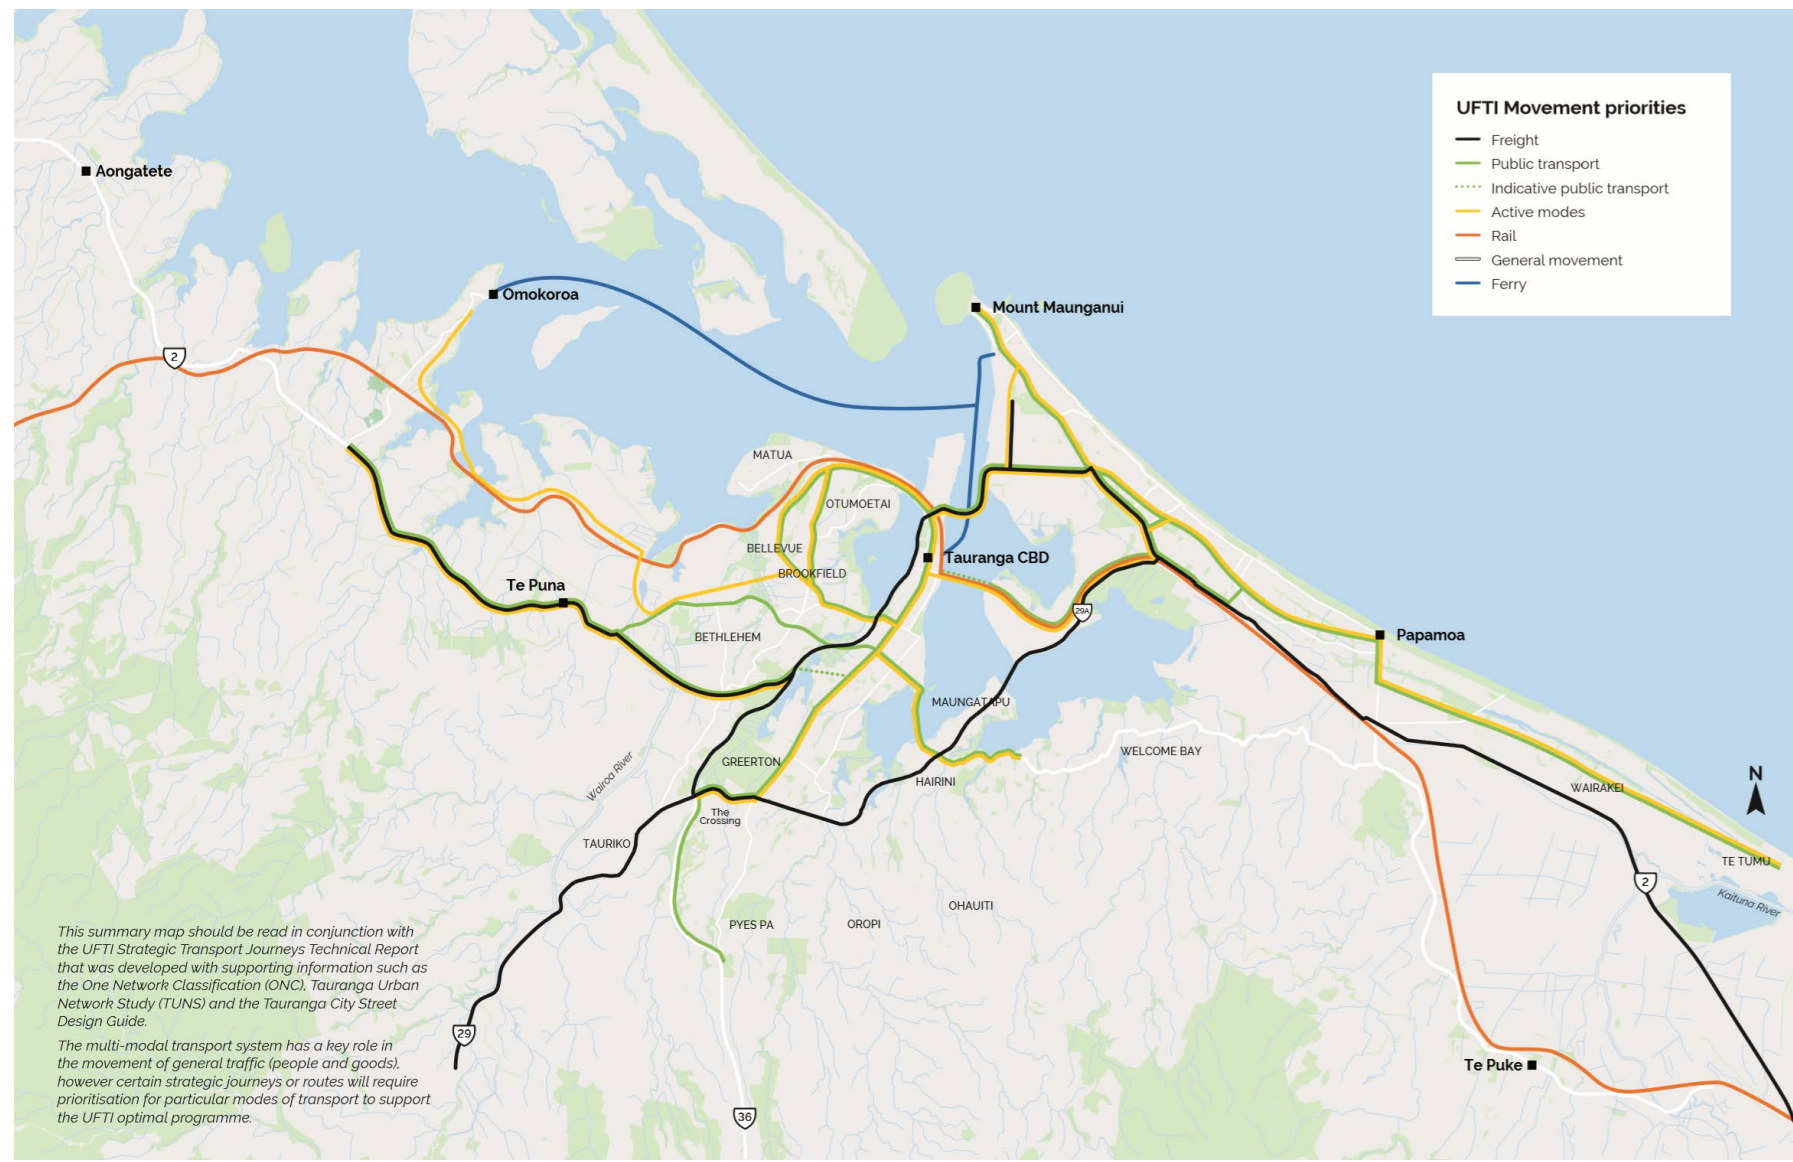 UFTI Movement priorities
Freight
Public transport
Indicative public transport
Active modes
Rail
General movement
Ferry
Aongatete
Omokoroa
Mount Maunganui
2
MATUA
OTUMOETAI
BELLEVUE
Tauranga CBD
BROOKFIELD
Te Puna
29A
BETHLEHEM
Papamoa
MAUNGATAPU
WELCOME BAY
GREERTON
Wairoa River
HAIRINI
N
WAIRAKEI
The
Crossing
TAURIKO
TE TUMU
2
Kaituna River
OHAUITI
PYES PA
OROPI
This summary map should be read in conjunction with
the UFTI Strategic Transport Journeys Technical Report
that was developed with supporting information such as
the One Network Classification (ONC), Tauranga Urban
Network Study (TUNS) and the Tauranga City Street
Design Guide.
The multi-modal transport system has a key role in
the movement of general traffic (people and goods),
however certain strategic journeys or routes will require
prioritisation for particular modes of transport to support
the UFTI optimal programme.
29
Te Puke
36